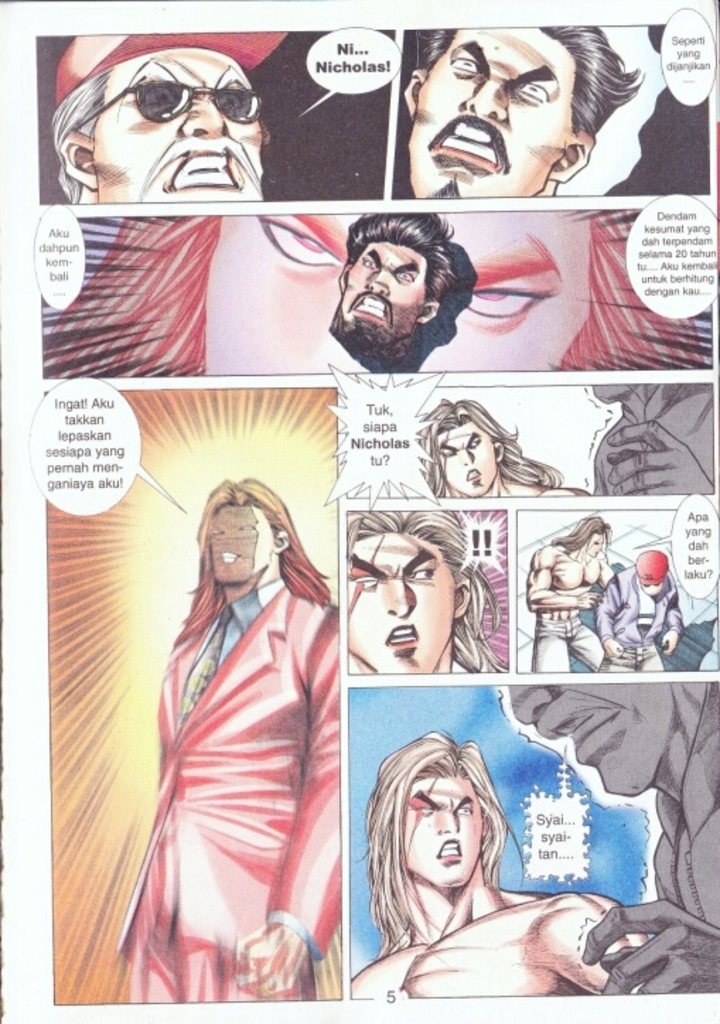 Ni...
Nicholas!
Seperti
yang
dijanjikan
....
Aku
dahpun
kem-
bali
....
Dendam
kesumat yang
dah terpendam
selama 20 tahun
tu.... Aku kembali
untuk berhitung
dengan kau....
Ingat! Aku
takkan
lepaskan
sesiapa yang
pernah men-
ganiaya aku!
Tuk,
siapa
Nicholas
tu?
!!
Apa
yang
dah
ber-
laku?
Syai...
syai-
tan....
5